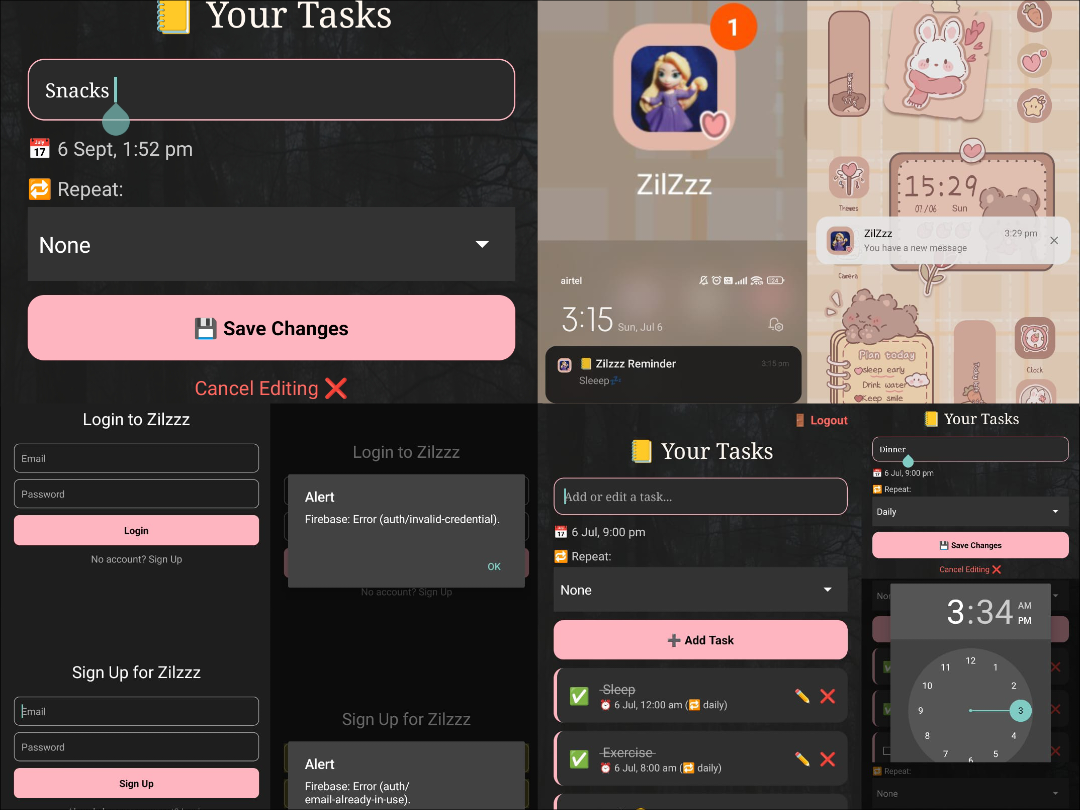 📒 Your Tasks
Snacks
📅 6 Sept, 1:52 pm
🔁 Repeat:
None
💾 Save Changes
Cancel Editing ❌
1
ZilZzz
airtel
3:15 Sun, Jul 6
📒 Zilzzz Reminder 3:15 pm
Sleeep💤
15:29
07/06 Sun
Themes
ZilZzz 3:29 pm
You have a new message
Camera
Plan today
sleep early
Drink water
Keep smile
Clock
Login to Zilzzz
Email
Password
Login
No account? Sign Up
Sign Up for Zilzzz
Email
Password
Sign Up
Login to Zilzzz
Alert
Firebase: Error (auth/invalid-credential).
OK
No account? Sign Up
Sign Up for Zilzzz
Alert
Firebase: Error (auth/
email-already-in-use).
🚪 Logout
📒 Your Tasks
Add or edit a task...
📅 6 Jul, 9:00 pm
🔁 Repeat:
None
➕ Add Task
✅ Sleep ✏️ ❌
⏰ 6 Jul, 12:00 am (🔁 daily)
✅ Exercise ✏️ ❌
⏰ 6 Jul, 8:00 am (🔁 daily)
📒 Your Tasks
Dinner
📅 6 Jul, 9:00 pm
🔁 Repeat:
Daily
💾 Save Changes
Cancel Editing ❌
3:34 AM
PM
12
11 1
10 2
9 3
8 4
7 5
6
🔁 Repeat:
None